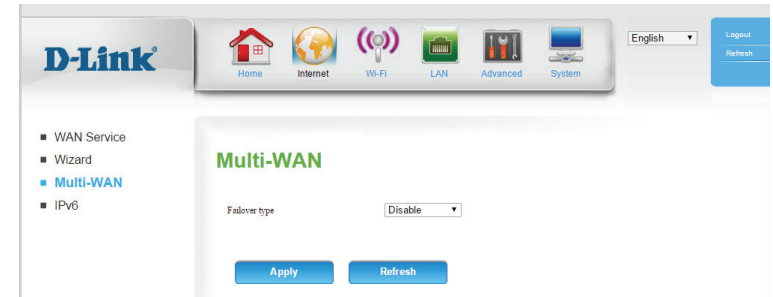 D-Link
Home Internet Wi-Fi LAN Advanced System
English
Logout
Refresh
WAN Service
Wizard
Multi-WAN
IPv6
Multi-WAN
Failover type Disable
Apply Refresh